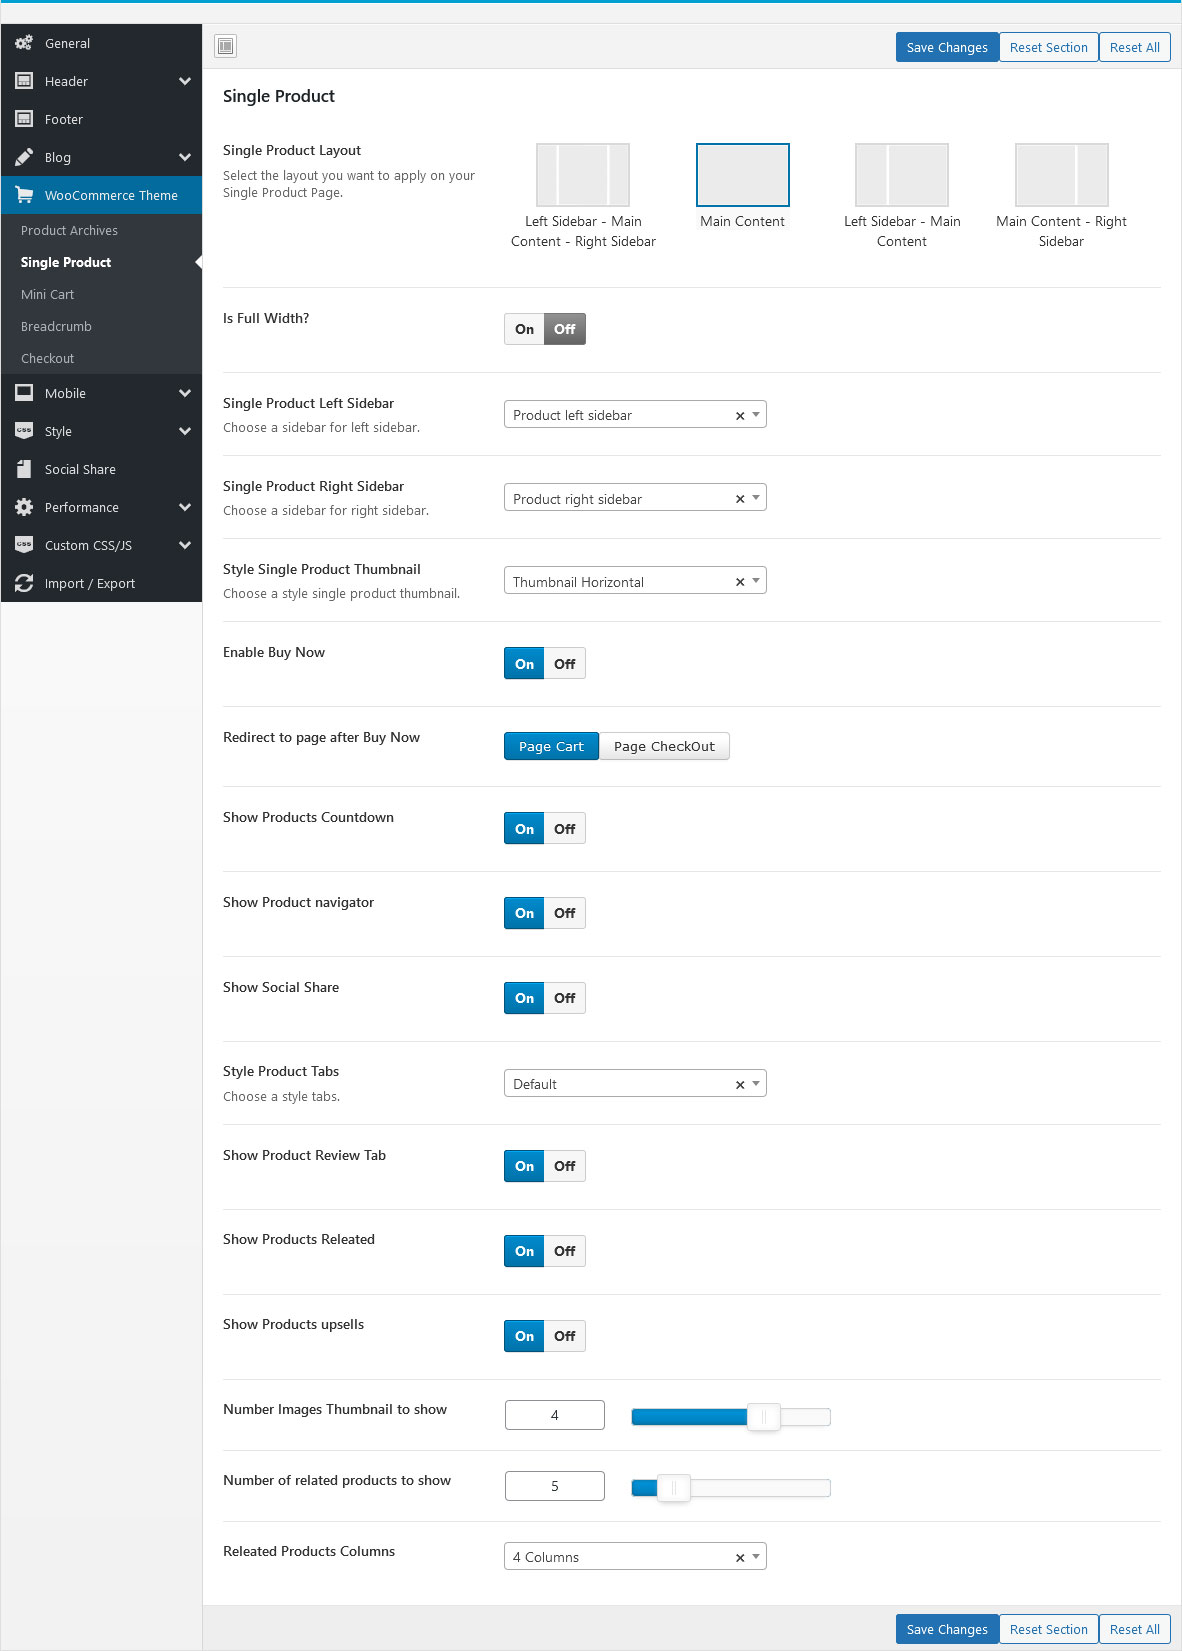 General
Header
Footer
Blog
WooCommerce Theme
Product Archives
Single Product
Mini Cart
Breadcrumb
Checkout
Mobile
css Style
Social Share
Performance
css Custom CSS/JS
Import / Export
Save Changes Reset Section Reset All
Single Product
Single Product Layout
Select the layout you want to apply on your
Single Product Page.
Left Sidebar - Main
Content - Right Sidebar
Main Content
Left Sidebar - Main
Content
Main Content - Right
Sidebar
Is Full Width?
On Off
Single Product Left Sidebar
Choose a sidebar for left sidebar.
Product left sidebar ×
Single Product Right Sidebar
Choose a sidebar for right sidebar.
Product right sidebar ×
Style Single Product Thumbnail
Choose a style single product thumbnail.
Thumbnail Horizontal ×
Enable Buy Now
On Off
Redirect to page after Buy Now
Page Cart Page CheckOut
Show Products Countdown
On Off
Show Product navigator
On Off
Show Social Share
On Off
Style Product Tabs
Choose a style tabs.
Default ×
Show Product Review Tab
On Off
Show Products Releated
On Off
Show Products upsells
On Off
Number Images Thumbnail to show
4
Number of related products to show
5
Releated Products Columns
4 Columns ×
Save Changes Reset Section Reset All